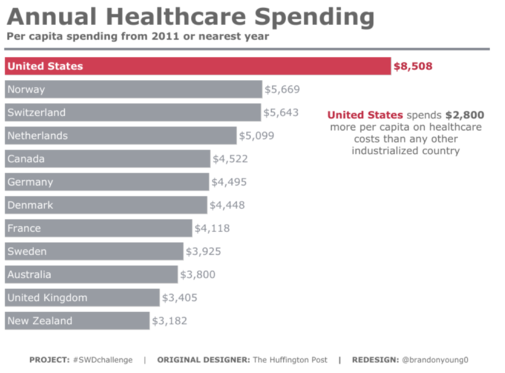 Annual Healthcare Spending
Per capita spending from 2011 or nearest year
United States $8,508
Norway $5,669
Switzerland $5,643
Netherlands $5,099
Canada $4,522
Germany $4,495
Denmark $4,448
France $4,118
Sweden $3,925
Australia $3,800
United Kingdom $3,405
New Zealand $3,182
United States spends $2,800
more per capita on healthcare
costs than any other
industrialized country
PROJECT: #SWDchallenge | ORIGINAL DESIGNER: The Huffington Post | REDESIGN: @brandonyoung0